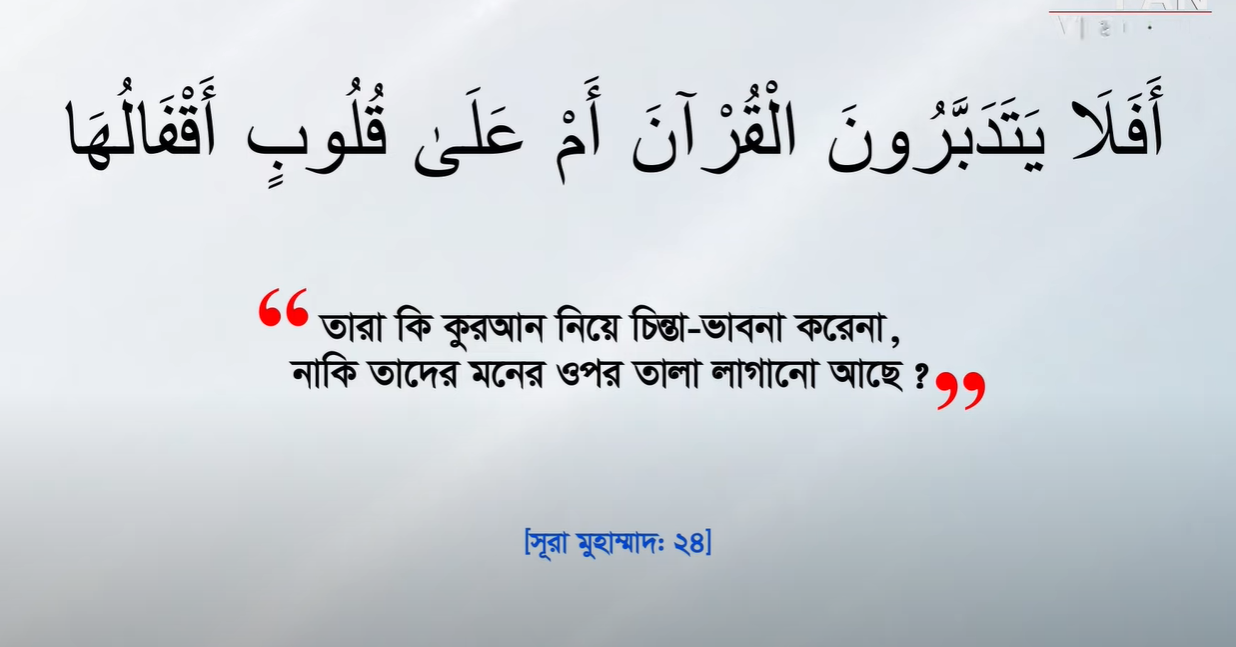 أَفَلَا يَتَدَبَّرُونَ الْقُرْآنَ أَمْ عَلَىٰ قُلُوبٍ أَقْفَالُهَا
“তারা কি কুরআন নিয়ে চিন্তা-ভাবনা করেনা,
নাকি তাদের মনের ওপর তালা লাগানো আছে ?”
[সূরা মুহাম্মাদ: ২৪]